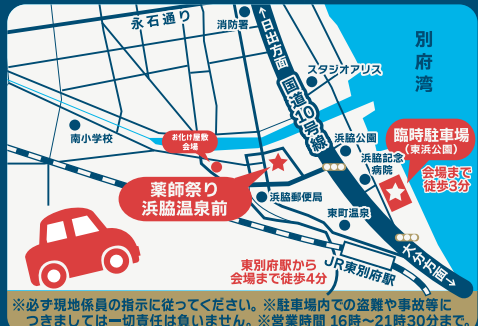 永石通り
消防署
↑日出方面
国道10号線
スタジオアリス
別府湾
南小学校
お化け屋敷
会場
浜脇公園
臨時駐車場
(東浜公園)
浜脇記念
病院
会場まで
徒歩3分
薬師祭り
浜脇温泉前
浜脇郵便局
東町温泉
東別府駅から
会場まで徒歩4分
JR東別府駅
大分方面↓
※必ず現地係員の指示に従ってください。※駐車場内での盗難や事故等に
つきましては一切責任は負いません。※営業時間 16時～21時30分まで。